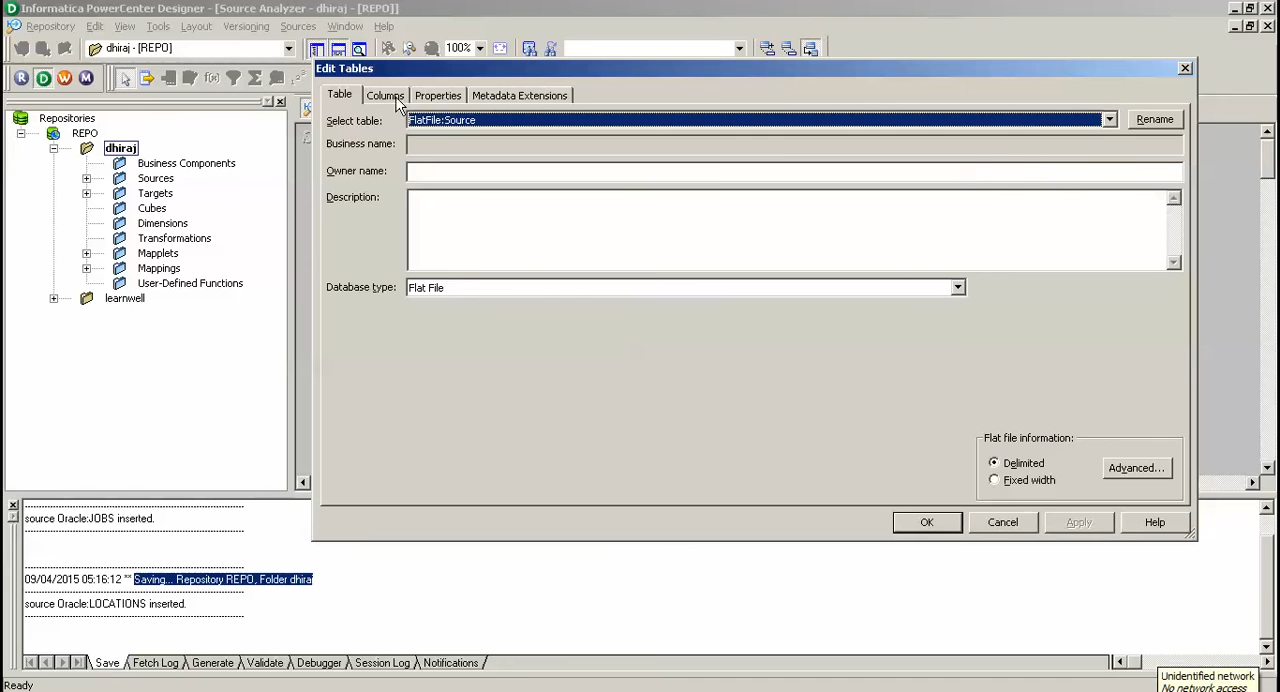 Informatica PowerCenter Designer - [Source Analyzer - dhiraj - [REPO]]
Repository Edit View Tools Layout Versioning Sources Window Help
dhiraj - [REPO] 100%
R D W M f(x)
Edit Tables
Table Columns Properties Metadata Extensions
Select table: FlatFile:Source Rename
Business name:
Owner name:
Description:
Database type: Flat File
Flat file information:
Delimited
Fixed width
Advanced...
OK Cancel Apply Help
Repositories
REPO
dhiraj
Business Components
Sources
Targets
Cubes
Dimensions
Transformations
Mapplets
Mappings
User-Defined Functions
learnwell
source Oracle:JOBS inserted.
09/04/2015 05:16:12 ** Saving... Repository REPO, Folder dhiraj
source Oracle:LOCATIONS inserted.
Save Fetch Log Generate Validate Debugger Session Log Notifications
Unidentified network
No network access
Ready